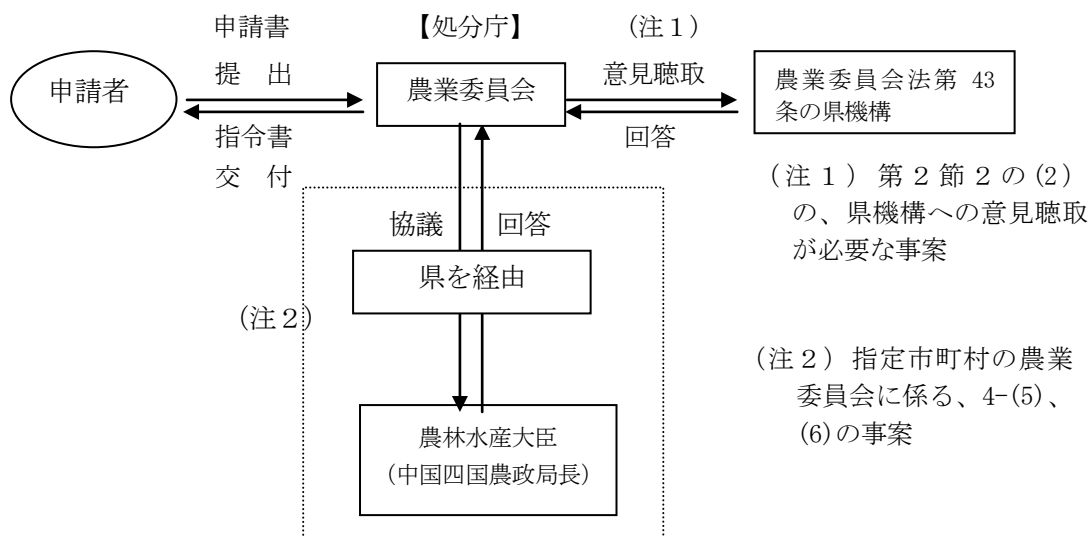 申請書
【処分庁】
(注１)
提　出
意見聴取
申請者
農業委員会
農業委員会法第 43
条の県機構
指令書
交　付
回答
(注１) 第２節２の(2)
の、県機構への意見聴取
が必要な事案
協議
回答
県を経由
(注２)
(注２) 指定市町村の農業
委員会に係る、4-(5)、
(6)の事案
農林水産大臣
(中国四国農政局長)